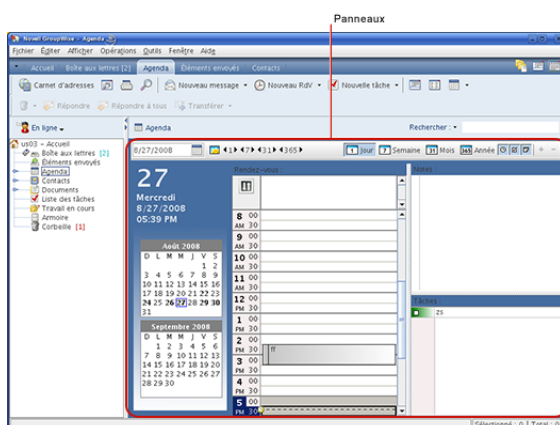 Panneaux
Novell GroupWise - Agenda
Fichier Éditer Afficher Opérations Outils Fenêtre Aide
Accueil Boîte aux lettres [2] Agenda Éléments envoyés Contacts
Carnet d'adresses Nouveau message Nouveau RdV Nouvelle tâche
Répondre Répondre à tous Transférer
En ligne Agenda Rechercher :
8/27/2008 1 7 31 365 1 Jour 7 Semaine 31 Mois 365 Année
us03 - Accueil
Boîte aux lettres [2]
Éléments envoyés
Agenda
Contacts
Documents
Liste des tâches
Travail en cours
Armoire
Corbeille [1]
27
Mercredi
8/27/2008
05:39 PM
Août 2008
D L M M J V S
1 2
3 4 5 6 7 8 9
10 11 12 13 14 15 16
17 18 19 20 21 22 23
24 25 26 27 28 29 30
31
Septembre 2008
D L M M J V S
1 2 3 4 5 6
7 8 9 10 11 12 13
14 15 16 17 18 19 20
21 22 23 24 25 26 27
28 29 30
Rendez-vous :
8 00
AM 30
9 00
AM 30
10 00
AM 30
11 00
AM 30
12 00
PM 30
1 00
PM 30
2 00
PM 30
ff
3 00
PM 30
4 00
PM 30
5 00
PM 30
Notes :
Tâches :
zs
Sélectionné : 0 Total :